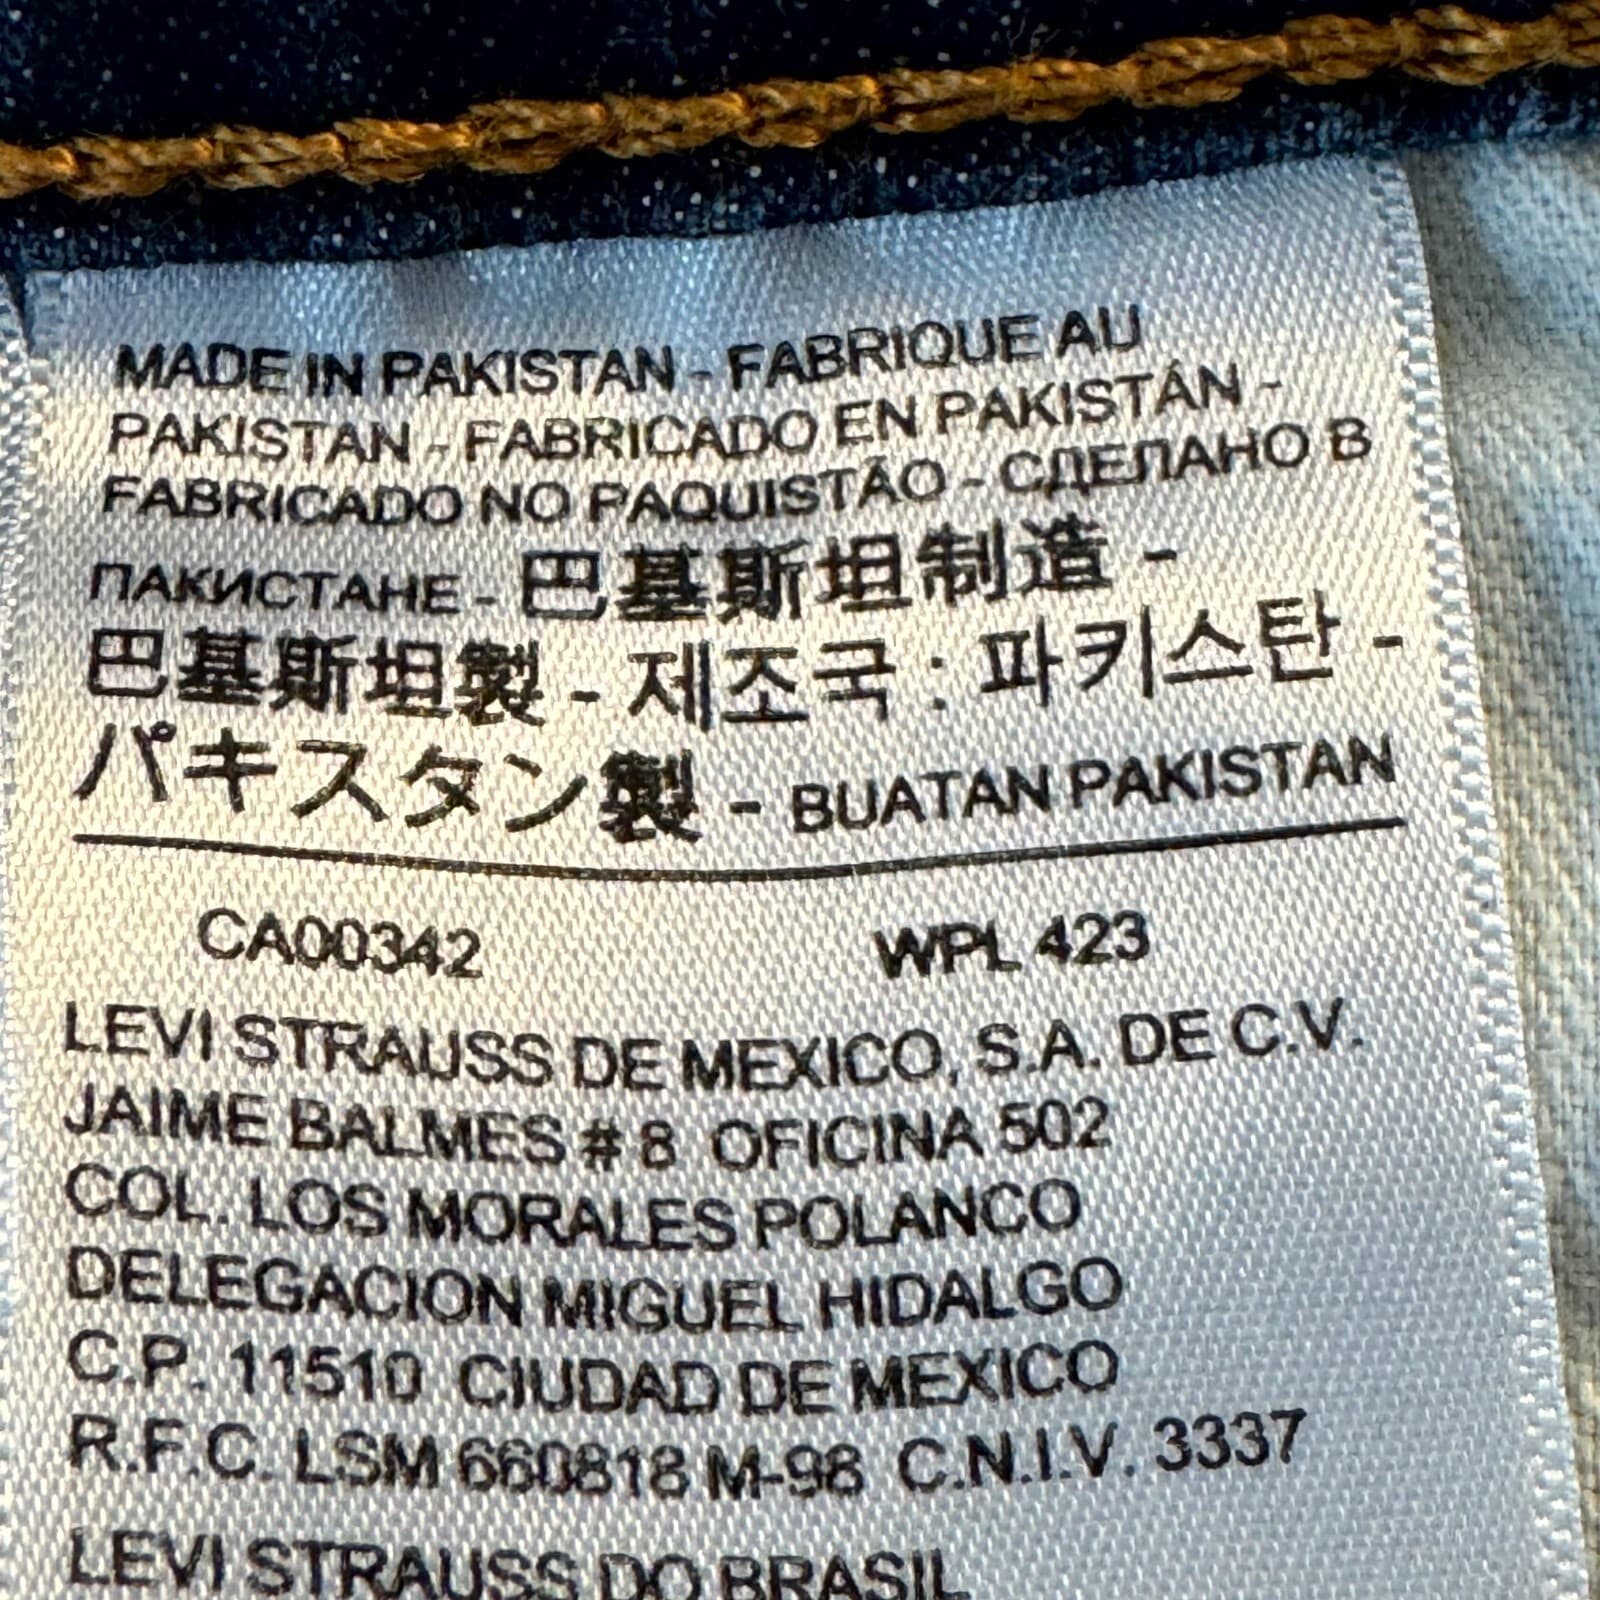 MADE IN PAKISTAN - FABRIQUE AU
PAKISTAN - FABRICADO EN PAKISTÁN -
FABRICADO NO PAQUISTÃO - СДЕЛАНО В
ПАКИСТАНЕ - 巴基斯坦制造 -
巴基斯坦製 - 제조국 : 파키스탄 -
パキスタン製 - BUATAN PAKISTAN
CA00342 WPL 423
LEVI STRAUSS DE MEXICO, S.A. DE C.V.
JAIME BALMES # 8 OFICINA 502
COL. LOS MORALES POLANCO
DELEGACION MIGUEL HIDALGO
C.P. 11510 CIUDAD DE MEXICO
R.F.C. LSM 660818 M-98 C.N.I.V. 3337
LEVI STRAUSS DO BRASIL